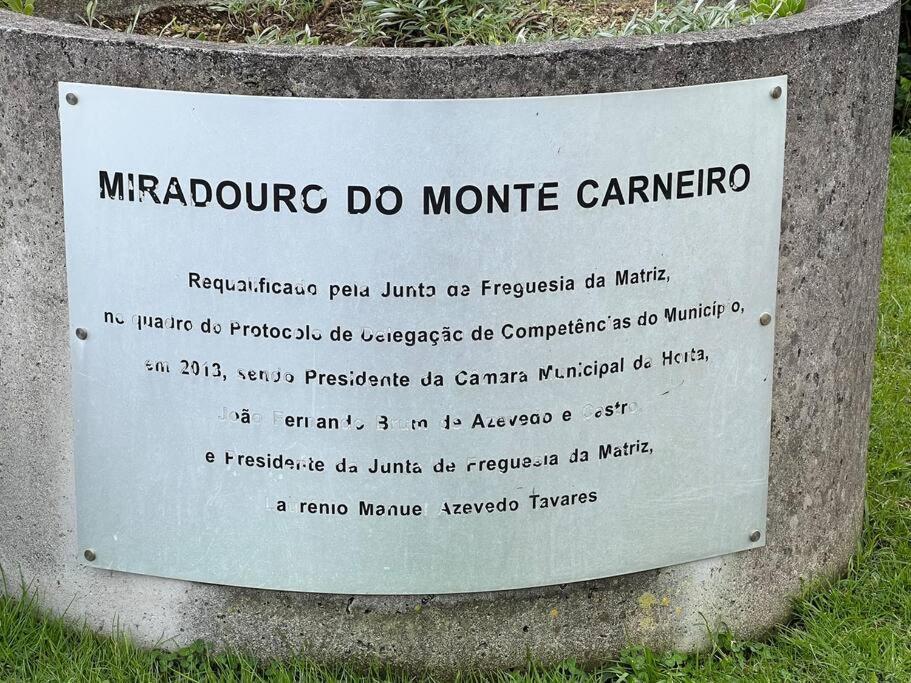 MIRADOURO DO MONTE CARNEIRO
Requalificado pela Junta de Freguesia da Matriz,
no quadro do Protocolo de Delegação de Competências do Município,
em 2013, sendo Presidente da Câmara Municipal da Horta,
João Fernando Brum de Azevedo e Castro
e Presidente da Junta de Freguesia da Matriz,
Laurenio Manuel Azevedo Tavares